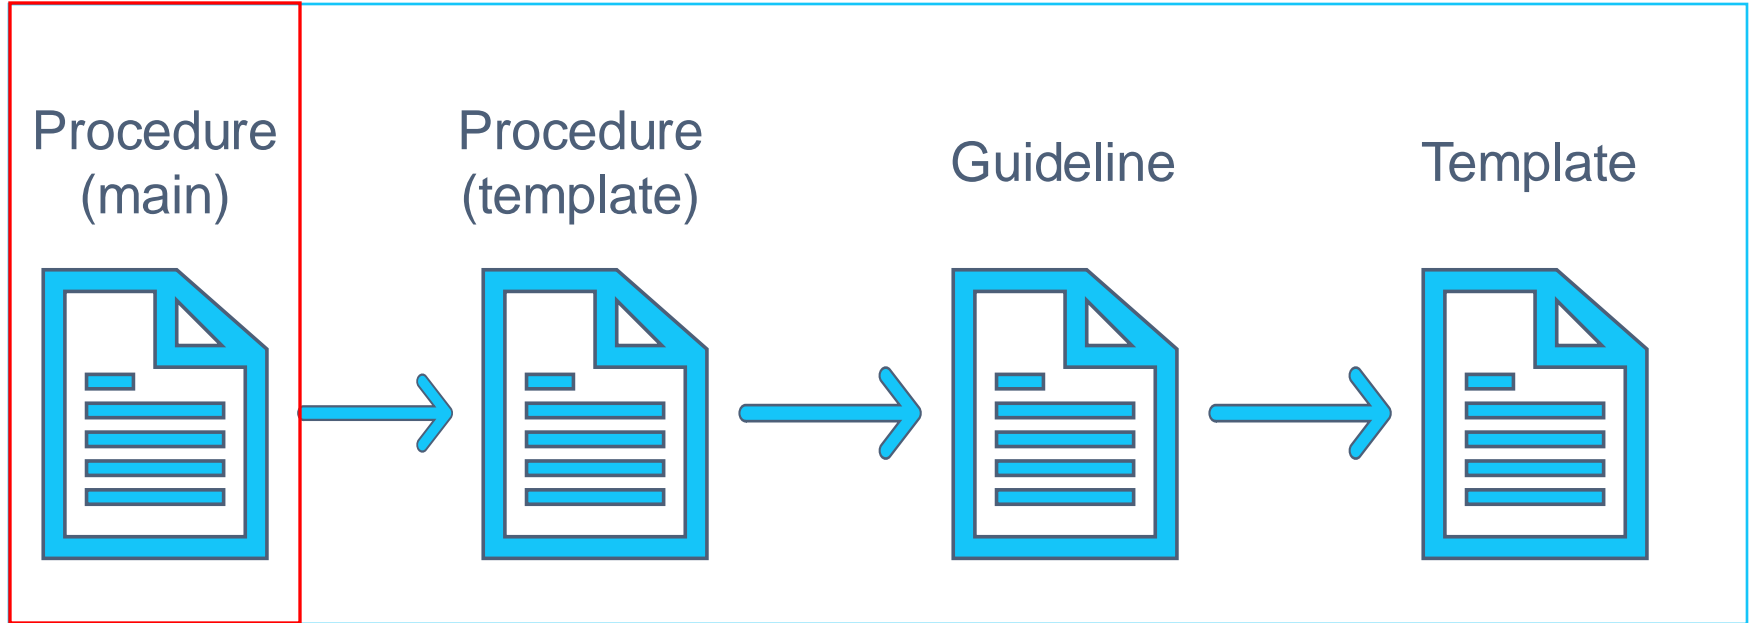 Procedure
(main)
Procedure
(template)
Guideline
Template